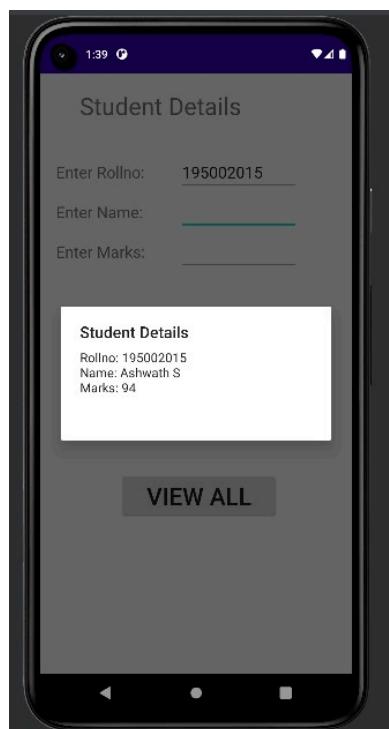 1:39
Student Details
Enter Rollno: 195002015
Enter Name:
Enter Marks:
Student Details
Rollno: 195002015
Name: Ashwath S
Marks: 94
VIEW ALL